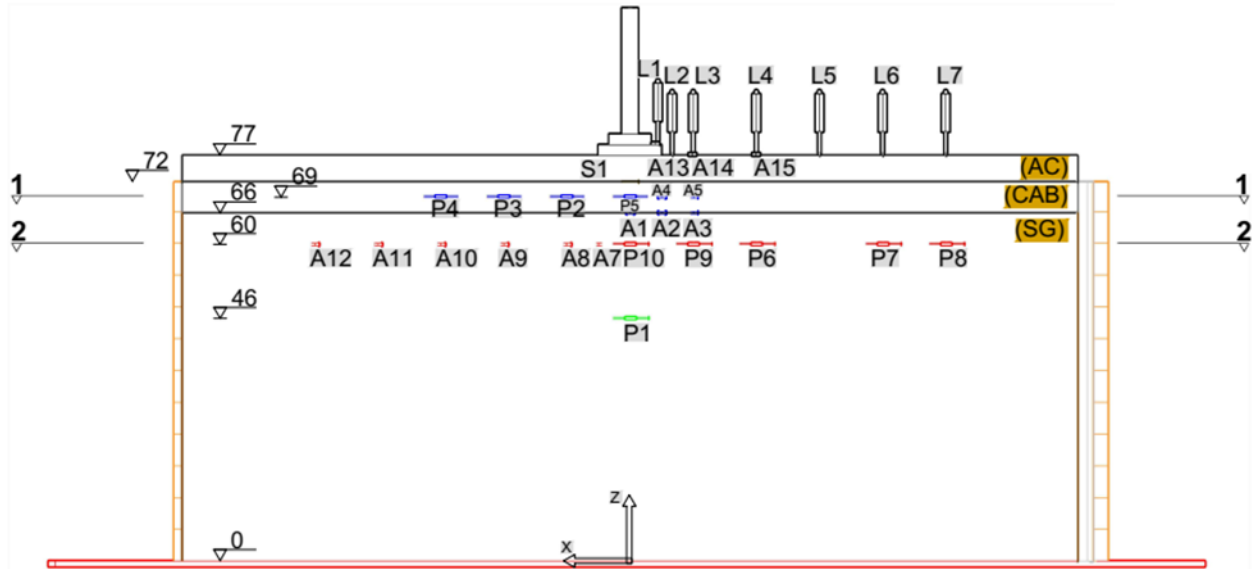 L1 L2 L3 L4 L5 L6 L7
77
72
S1 A13 A14 A15 (AC)
1 69 A4 A5 (CAB) 1
66
P4 P3 P2 P5
A1 A2 A3 (SG)
2 60 2
A12 A11 A10 A9 A8 A7 P10 P9 P6 P7 P8
46
P1
z
0
x